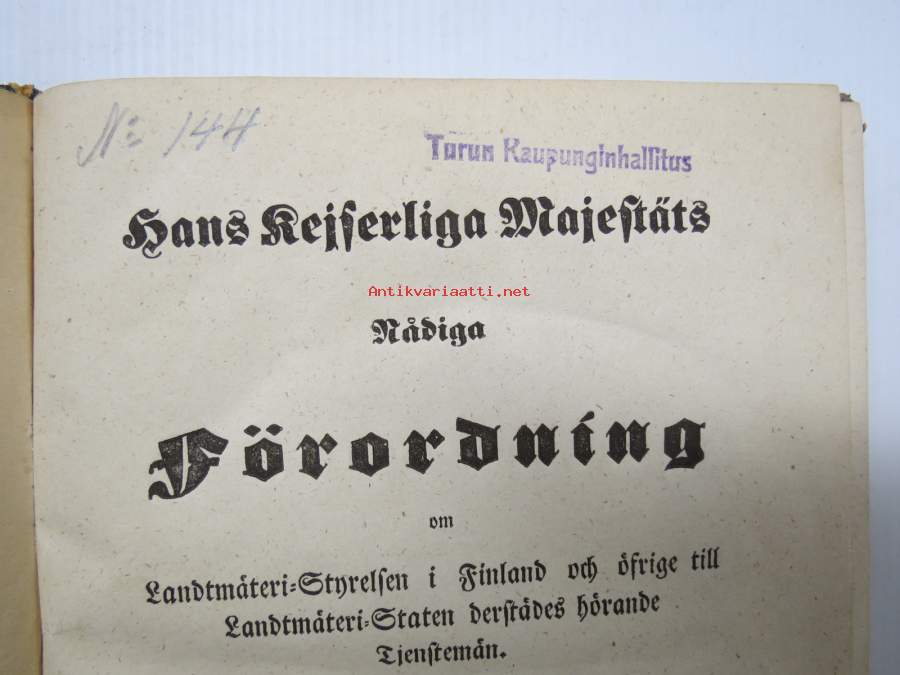 № 144
Turun Kaupunginhallitus
Hans Kejserliga Majestäts
Antikvariaatti.net
Nådiga
Förordning
om
Landtmäteri-Styrelsen i Finland och öfrige till
Landtmäteri-Staten derstädes hörande
Tjenstemän.